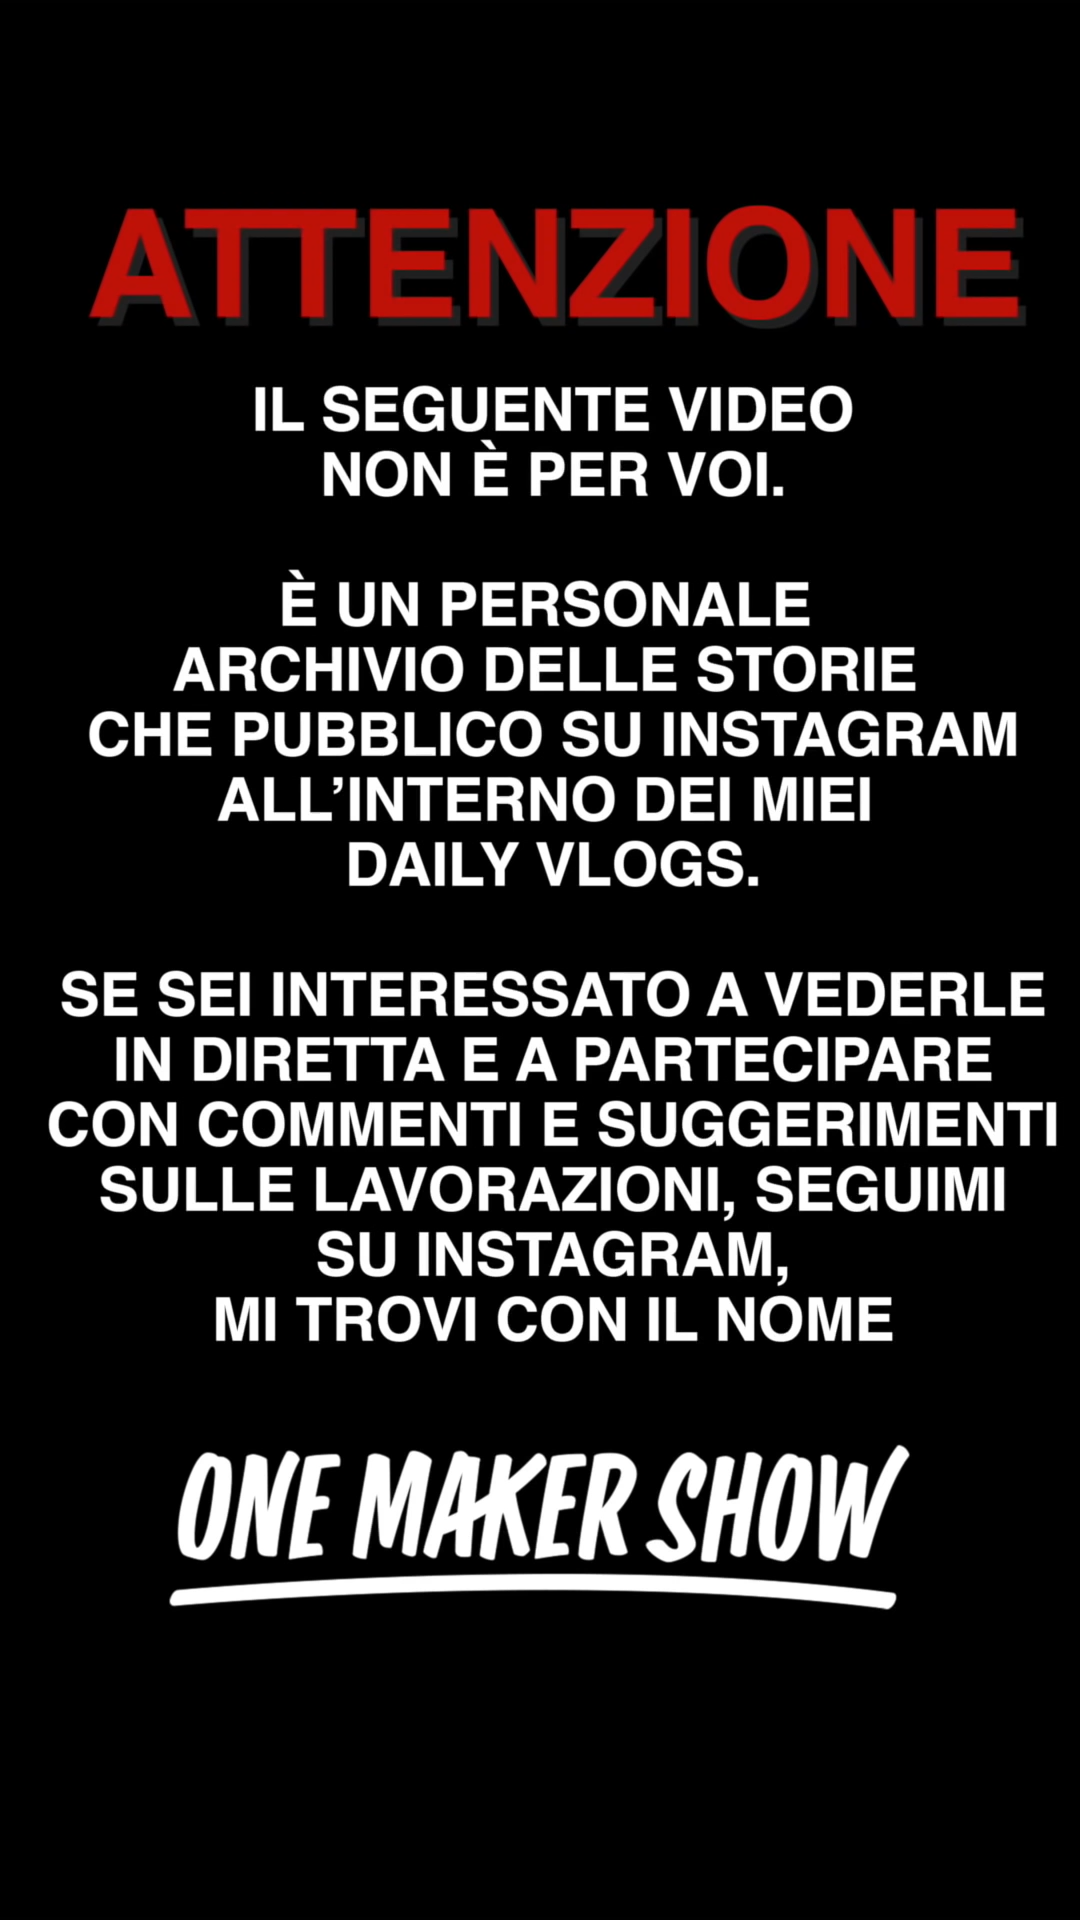 ATTENZIONE
IL SEGUENTE VIDEO
NON È PER VOI.
È UN PERSONALE
ARCHIVIO DELLE STORIE
CHE PUBBLICO SU INSTAGRAM
ALL’INTERNO DEI MIEI
DAILY VLOGS.
SE SEI INTERESSATO A VEDERLE
IN DIRETTA E A PARTECIPARE
CON COMMENTI E SUGGERIMENTI
SULLE LAVORAZIONI, SEGUIMI
SU INSTAGRAM,
MI TROVI CON IL NOME
ONE MAKER SHOW